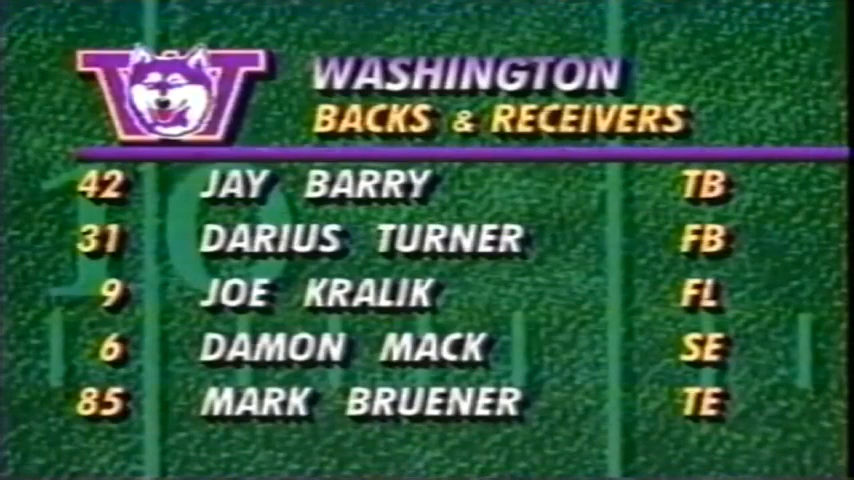 W
WASHINGTON
BACKS & RECEIVERS
42 JAY BARRY TB
31 DARIUS TURNER FB
9 JOE KRALIK FL
6 DAMON MACK SE
85 MARK BRUENER TE
10